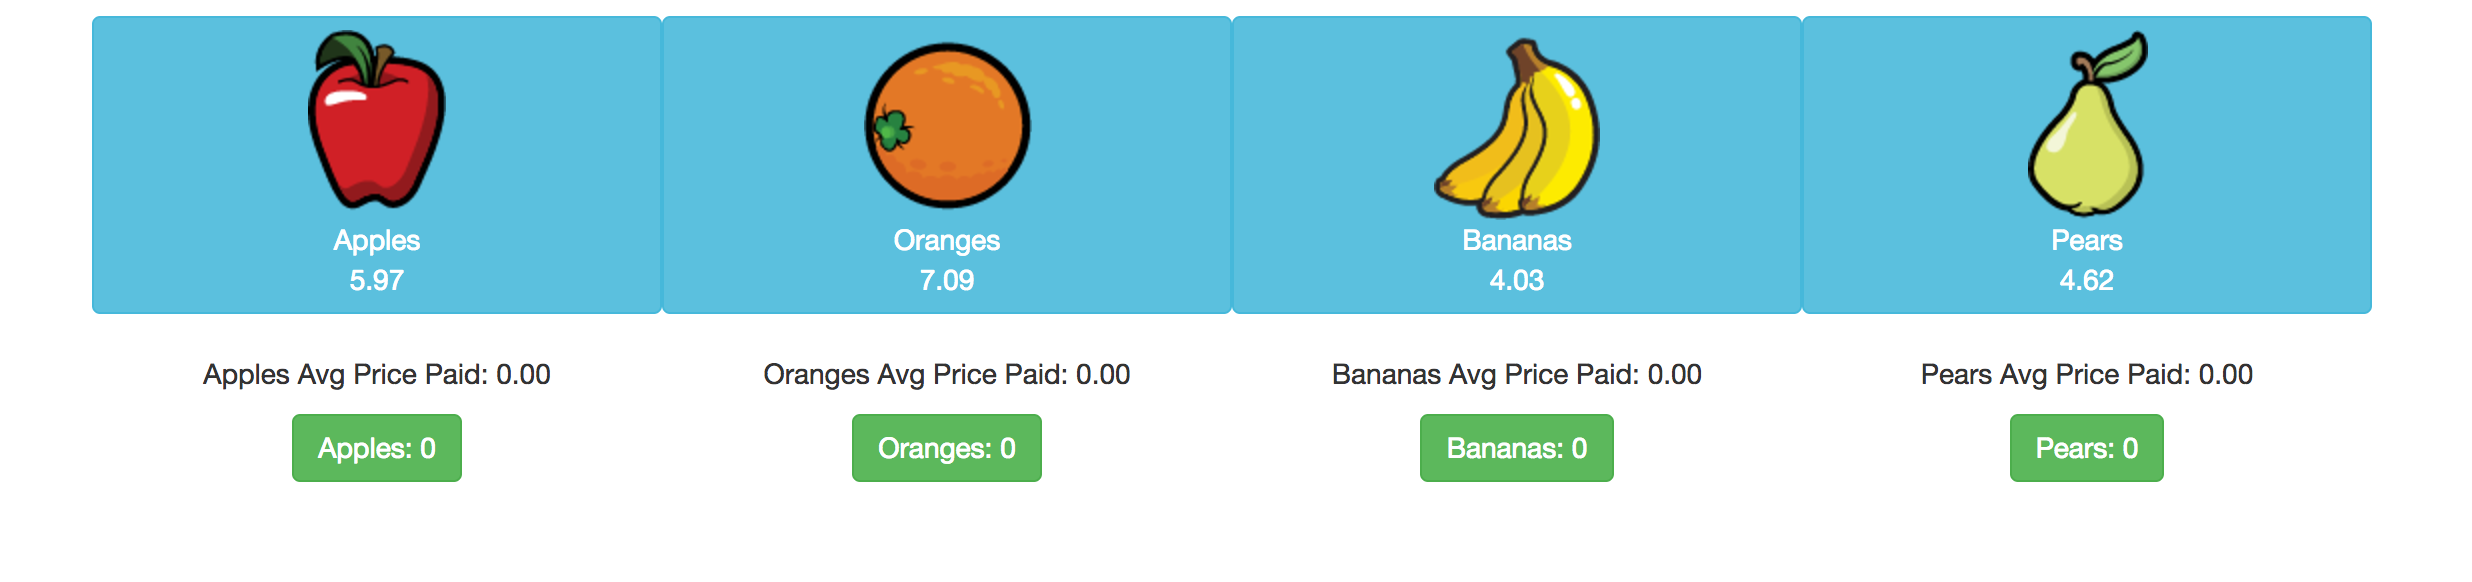 Apples
5.97
Oranges
7.09
Bananas
4.03
Pears
4.62
Apples Avg Price Paid: 0.00
Oranges Avg Price Paid: 0.00
Bananas Avg Price Paid: 0.00
Pears Avg Price Paid: 0.00
Apples: 0
Oranges: 0
Bananas: 0
Pears: 0